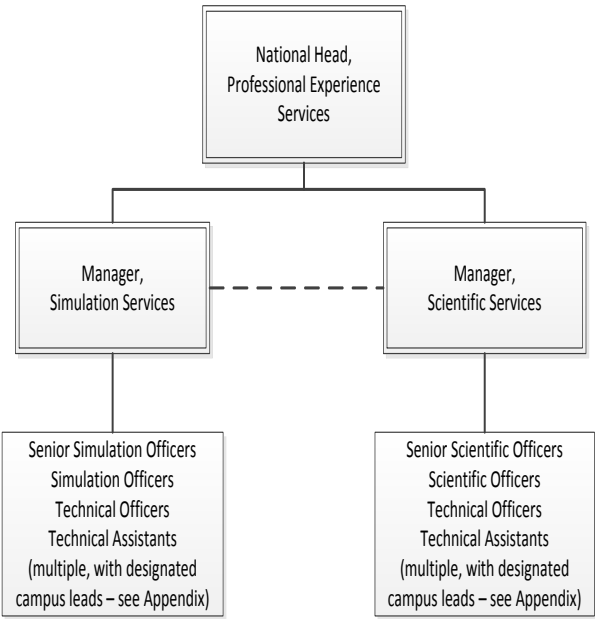 National Head,
Professional Experience
Services
Manager,
Simulation Services
Manager,
Scientific Services
Senior Simulation Officers
Simulation Officers
Technical Officers
Technical Assistants
(multiple, with designated
campus leads – see Appendix)
Senior Scientific Officers
Scientific Officers
Technical Officers
Technical Assistants
(multiple, with designated
campus leads – see Appendix)